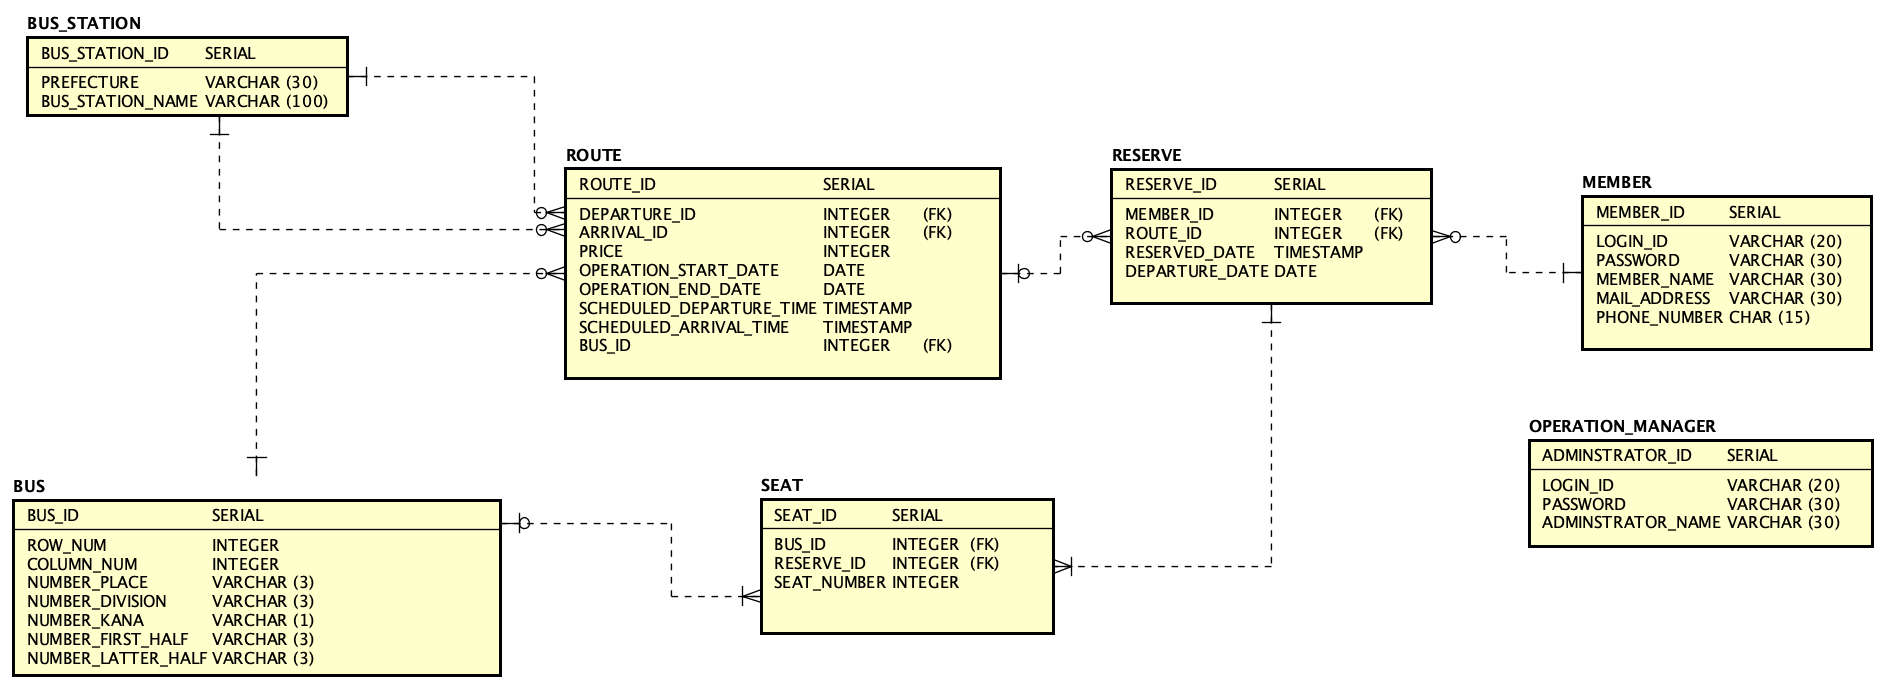 BUS_STATION
BUS_STATION_ID SERIAL
PREFECTURE VARCHAR (30)
BUS_STATION_NAME VARCHAR (100)
ROUTE
ROUTE_ID SERIAL
DEPARTURE_ID INTEGER (FK)
ARRIVAL_ID INTEGER (FK)
PRICE INTEGER
OPERATION_START_DATE DATE
OPERATION_END_DATE DATE
SCHEDULED_DEPARTURE_TIME TIMESTAMP
SCHEDULED_ARRIVAL_TIME TIMESTAMP
BUS_ID INTEGER (FK)
RESERVE
RESERVE_ID SERIAL
MEMBER_ID INTEGER (FK)
ROUTE_ID INTEGER (FK)
RESERVED_DATE TIMESTAMP
DEPARTURE_DATE DATE
MEMBER
MEMBER_ID SERIAL
LOGIN_ID VARCHAR (20)
PASSWORD VARCHAR (30)
MEMBER_NAME VARCHAR (30)
MAIL_ADDRESS VARCHAR (30)
PHONE_NUMBER CHAR (15)
OPERATION_MANAGER
ADMINSTRATOR_ID SERIAL
LOGIN_ID VARCHAR (20)
PASSWORD VARCHAR (30)
ADMINSTRATOR_NAME VARCHAR (30)
BUS
BUS_ID SERIAL
ROW_NUM INTEGER
COLUMN_NUM INTEGER
NUMBER_PLACE VARCHAR (3)
NUMBER_DIVISION VARCHAR (3)
NUMBER_KANA VARCHAR (1)
NUMBER_FIRST_HALF VARCHAR (3)
NUMBER_LATTER_HALF VARCHAR (3)
SEAT
SEAT_ID SERIAL
BUS_ID INTEGER (FK)
RESERVE_ID INTEGER (FK)
SEAT_NUMBER INTEGER